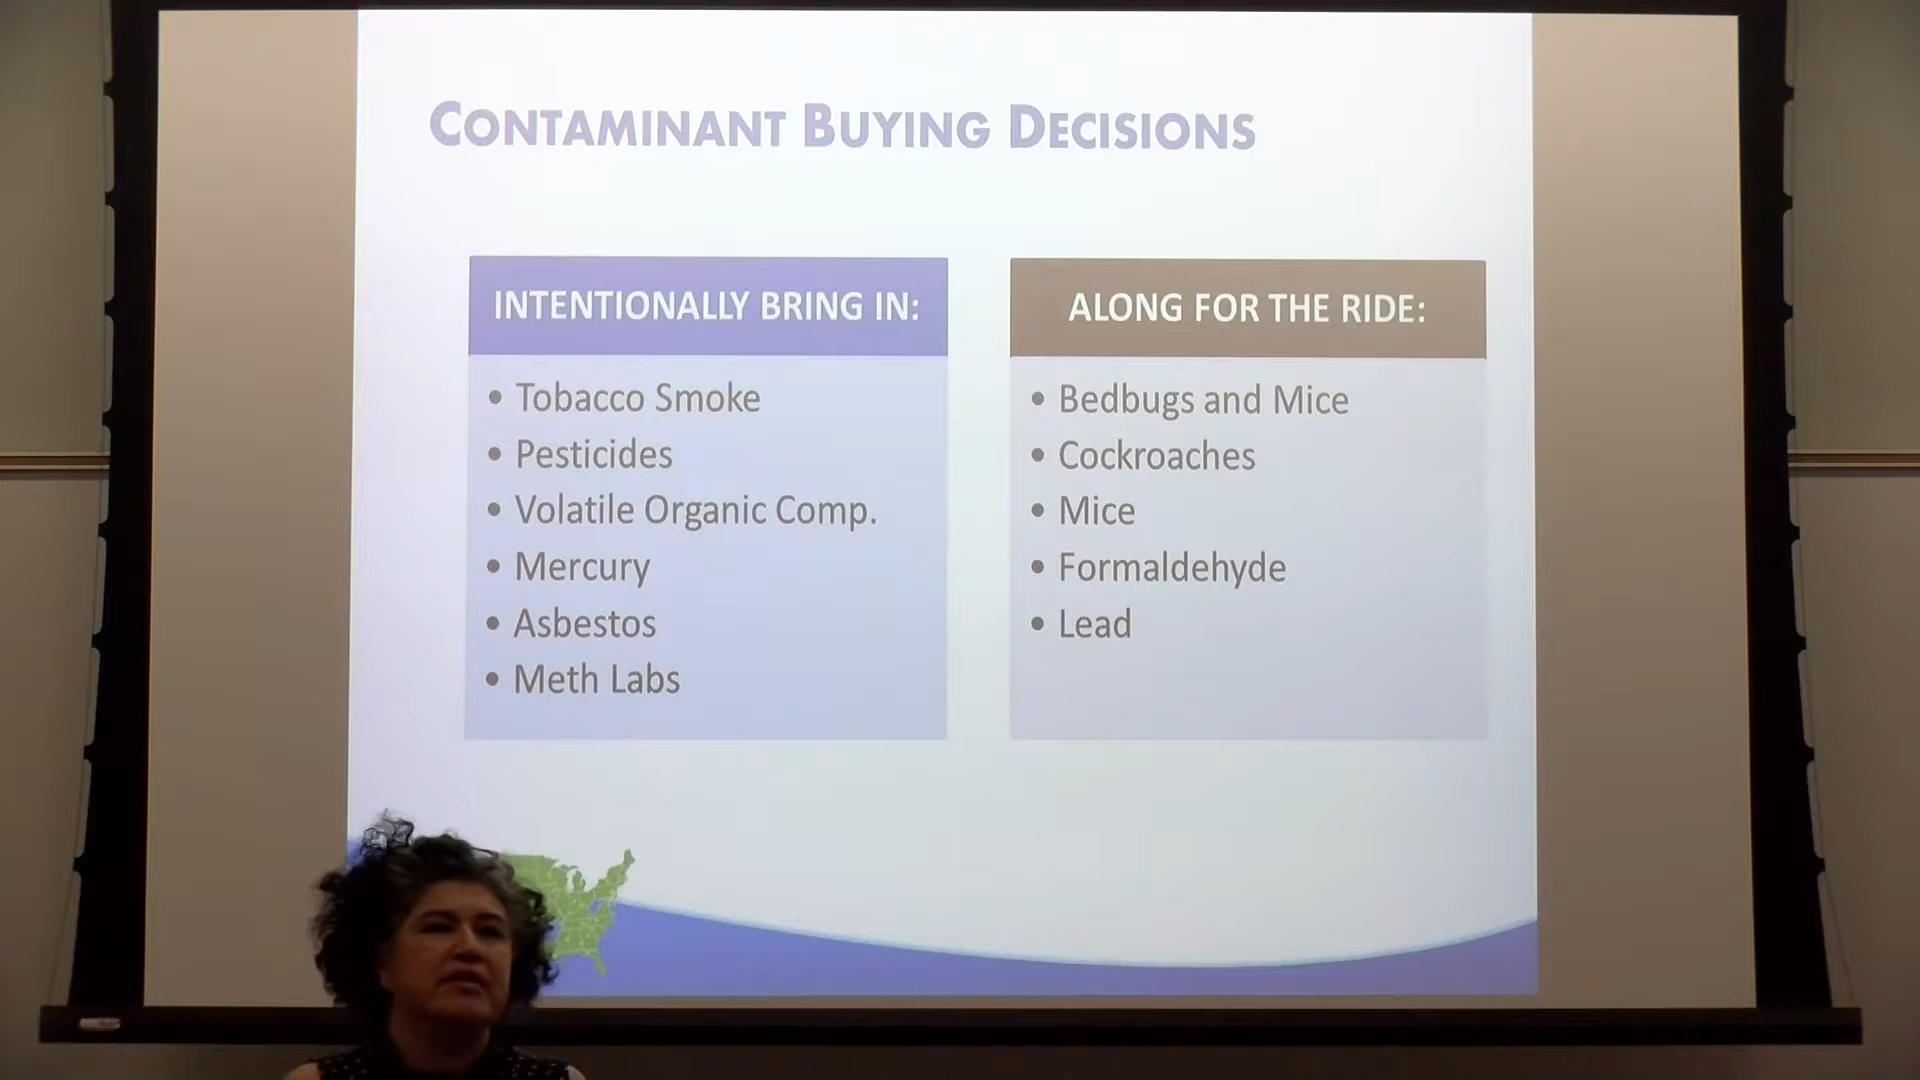 CONTAMINANT BUYING DECISIONS
INTENTIONALLY BRING IN:
• Tobacco Smoke
• Pesticides
• Volatile Organic Comp.
• Mercury
• Asbestos
• Meth Labs
ALONG FOR THE RIDE:
• Bedbugs and Mice
• Cockroaches
• Mice
• Formaldehyde
• Lead